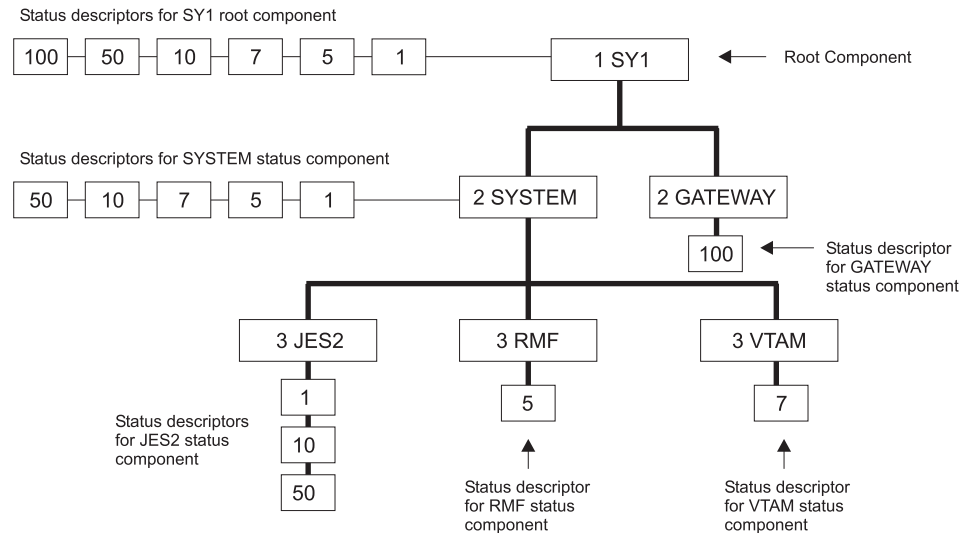 Status descriptors for SY1 root component
100 50 10 7 5 1 1 SY1 Root Component
Status descriptors for SYSTEM status component
50 10 7 5 1 2 SYSTEM 2 GATEWAY
100
Status descriptor
for GATEWAY
status component
3 JES2 3 RMF 3 VTAM
1
5
7
10
50
Status descriptors
for JES2 status
component
Status descriptor
for RMF status
component
Status descriptor
for VTAM status
component